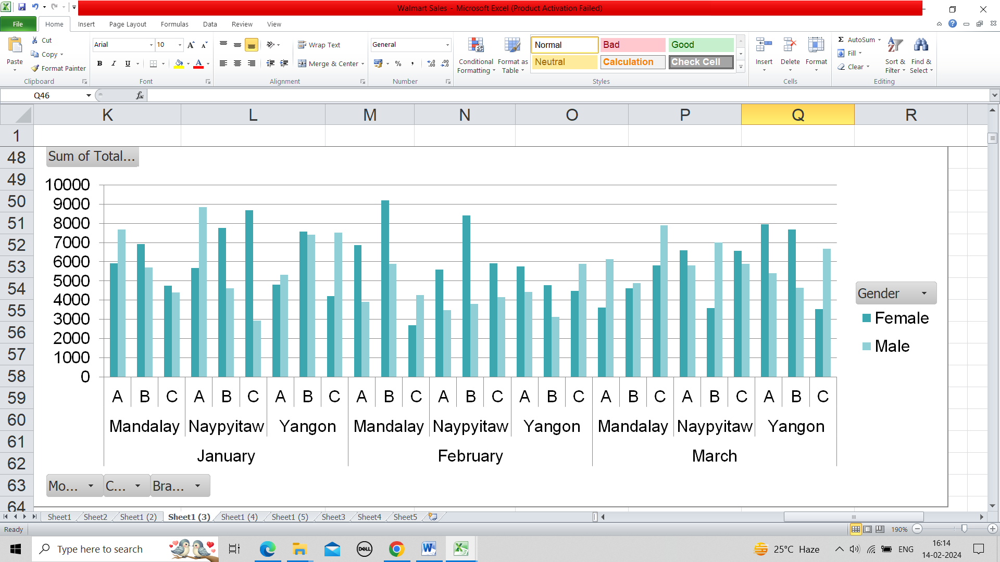 Walmart Sales - Microsoft Excel (Product Activation Failed)
File Home Insert Page Layout Formulas Data Review View
Paste
Cut
Copy
Format Painter
Clipboard
Arial 10
B I U
Font
Wrap Text
Merge & Center
Alignment
General
%
Number
Conditional Formatting
Format as Table
Normal Bad Good
Neutral Calculation Check Cell
Styles
Insert Delete Format
Cells
AutoSum
Fill
Clear
Sort & Filter
Find & Select
Editing
Q46
fx
K L M N O P Q R
1
48
49
50
51
52
53
54
55
56
57
58
59
60
61
62
63
64
Sum of Total...
10000
9000
8000
7000
6000
5000
4000
3000
2000
1000
0
A B C A B C A B C A B C A B C A B C A B C A B C A B C
Mandalay Naypyitaw Yangon Mandalay Naypyitaw Yangon Mandalay Naypyitaw Yangon
January February March
Gender
Female
Male
Mo... C... Bra...
Sheet1 Sheet2 Sheet1 (2) Sheet1 (3) Sheet1 (4) Sheet1 (5) Sheet3 Sheet4 Sheet5
Ready
190%
Type here to search
DELL
25°C Haze
ENG
16:14
14-02-2024